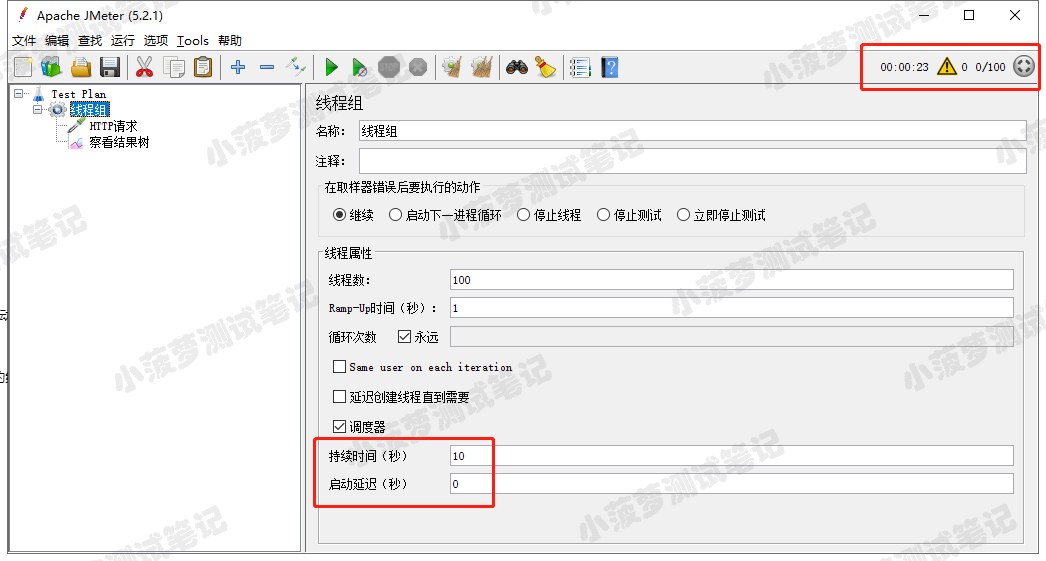 Apache JMeter (5.2.1)
文件 编辑 查找 运行 选项 Tools 帮助
00:00:23 0 0/100
Test Plan
线程组
HTTP请求
察看结果树
线程组
名称: 线程组
注释:
在取样器错误后要执行的动作
继续 启动下一进程循环 停止线程 停止测试 立即停止测试
线程属性
线程数: 100
Ramp-Up时间（秒）: 1
循环次数 永远
Same user on each iteration
延迟创建线程直到需要
调度器
持续时间（秒） 10
启动延迟（秒） 0
小菠萝测试笔记